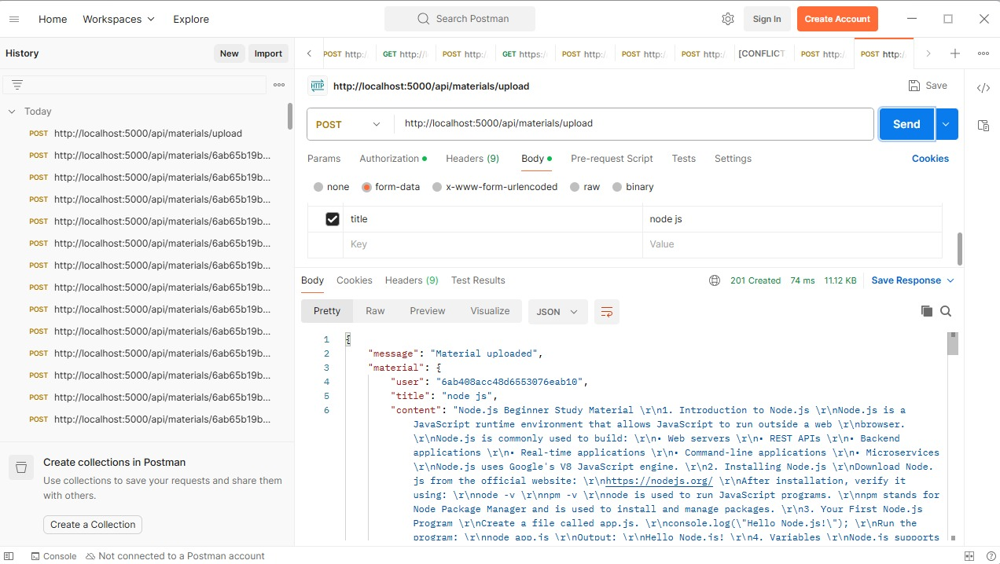 Home Workspaces Explore Search Postman Sign In Create Account
History New Import
POST http:/ GET http://l POST http:/ GET https:/ POST http:/ POST http:/ POST http:/ [CONFLICT POST http:/ POST http:/
HTTP http://localhost:5000/api/materials/upload Save
Today
POST http://localhost:5000/api/materials/upload
POST http://localhost:5000/api/materials/6ab65b19b...
POST http://localhost:5000/api/materials/6ab65b19b...
POST http://localhost:5000/api/materials/6ab65b19b...
POST http://localhost:5000/api/materials/6ab65b19b...
POST http://localhost:5000/api/materials/6ab65b19b...
POST http://localhost:5000/api/materials/6ab65b19b...
POST http://localhost:5000/api/materials/6ab65b19b...
POST http://localhost:5000/api/materials/6ab65b19b...
POST http://localhost:5000/api/materials/6ab65b19b...
POST http://localhost:5000/api/materials/6ab65b19b...
POST http://localhost:5000/api/materials/6ab65b19b...
POST http://localhost:5000/api/materials/6ab65b19b...
POST http://localhost:5000/api/materials/6ab65b19b...
Create collections in Postman
Use collections to save your requests and share them
with others.
Create a Collection
POST http://localhost:5000/api/materials/upload Send
Params Authorization Headers (9) Body Pre-request Script Tests Settings Cookies
none form-data x-www-form-urlencoded raw binary
title node js
Key Value
Body Cookies Headers (9) Test Results 201 Created 74 ms 11.12 KB Save Response
Pretty Raw Preview Visualize JSON
1 {
2 "message": "Material uploaded",
3 "material": {
4 "user": "6ab408acc48d6553076eab10",
5 "title": "node js",
6 "content": "Node.js Beginner Study Material \r\n1. Introduction to Node.js \r\nNode.js is a
JavaScript runtime environment that allows JavaScript to run outside a web \r\nbrowser.
\r\nNode.js is commonly used to build: \r\n• Web servers \r\n• REST APIs \r\n• Backend
applications \r\n• Real-time applications \r\n• Command-line applications \r\n• Microservices
\r\nNode.js uses Google's V8 JavaScript engine. \r\n2. Installing Node.js \r\nDownload Node.
js from the official website: \r\nhttps://nodejs.org/ \r\nAfter installation, verify it
using: \r\nnode -v \r\nnpm -v \r\nnode is used to run JavaScript programs. \r\nnpm stands for
Node Package Manager and is used to install and manage packages. \r\n3. Your First Node.js
Program \r\nCreate a file called app.js. \r\nconsole.log(\"Hello Node.js!\"); \r\nRun the
program: \r\nnode app.js \r\nOutput: \r\nHello Node.js! \r\n4. Variables \r\nNode.js supports
Console Not connected to a Postman account